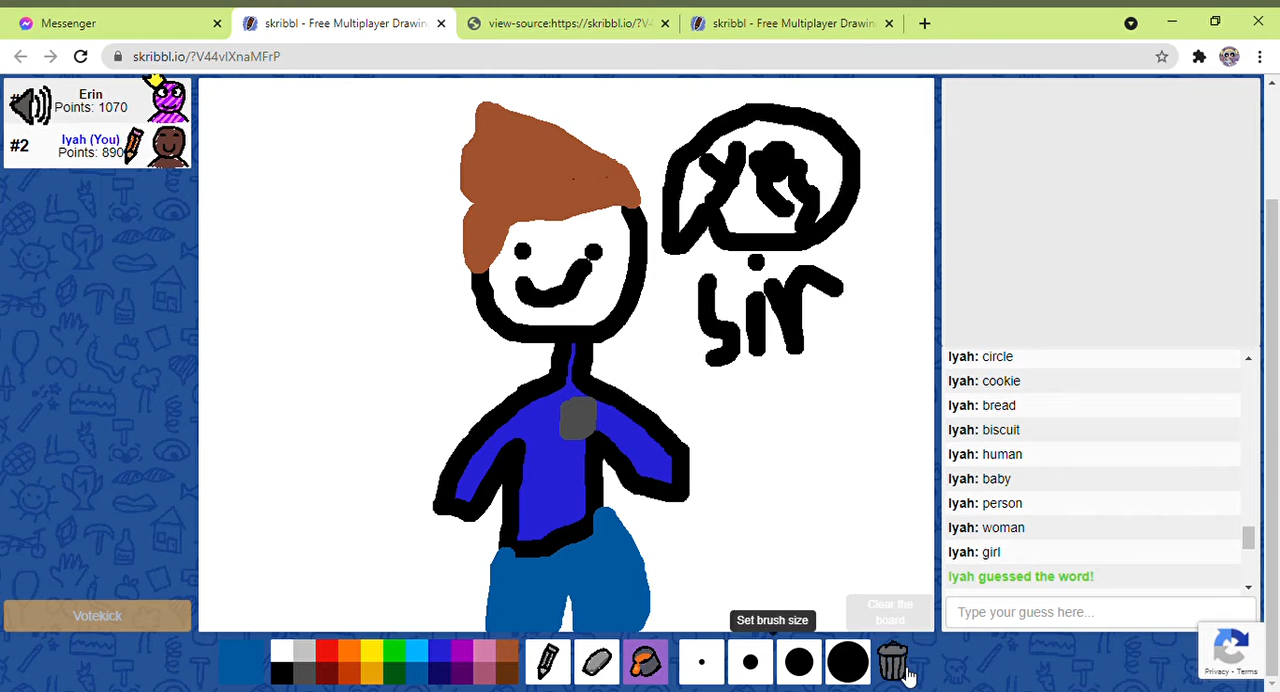 Messenger
skribbl - Free Multiplayer Drawing
view-source:https://skribbl.io/?V4
skribbl - Free Multiplayer Drawin
skribbl.io/?V44vIXnaMFrP
Erin
Points: 1070
#2
Iyah (You)
Points: 890
yes
sir
Iyah: circle
Iyah: cookie
Iyah: bread
Iyah: biscuit
Iyah: human
Iyah: baby
Iyah: person
Iyah: woman
Iyah: girl
Iyah guessed the word!
Type your guess here...
Votekick
Set brush size
Clear the
board
Privacy - Terms